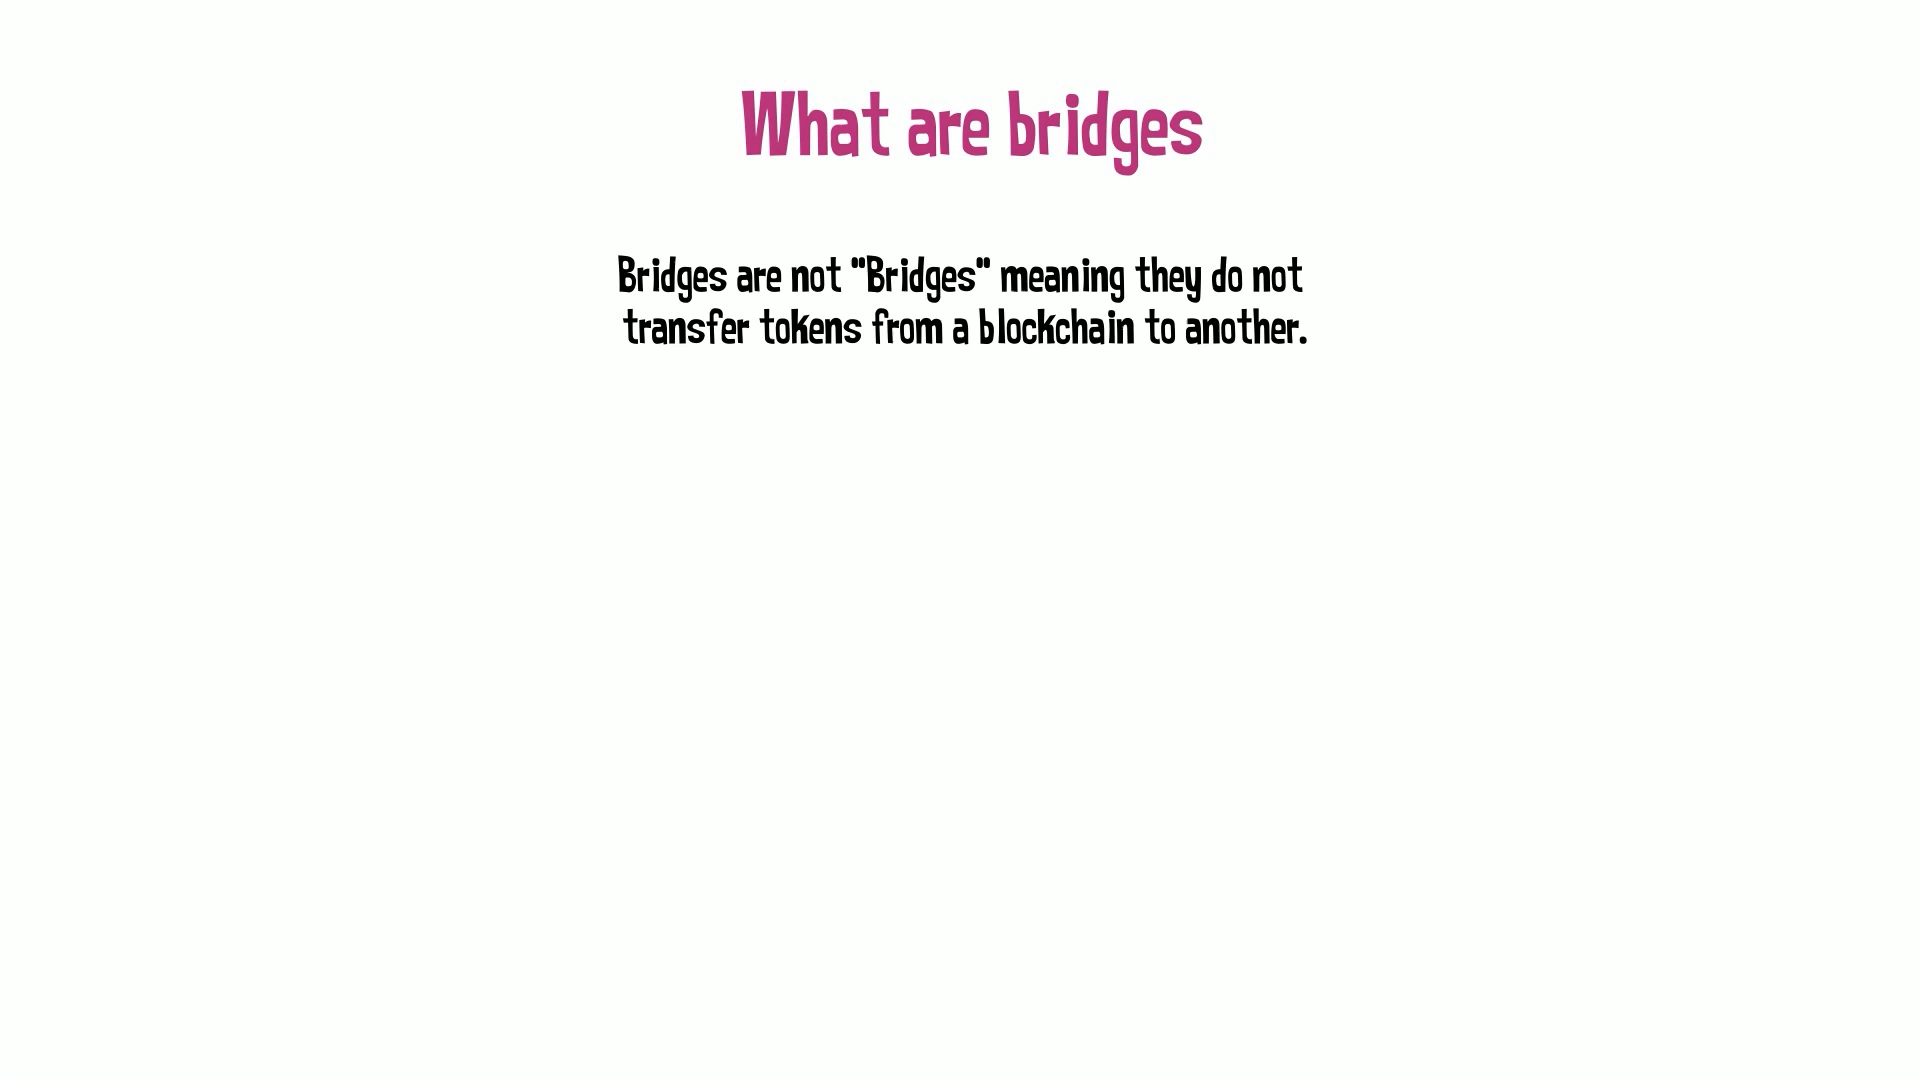 What are bridges
Bridges are not "Bridges" meaning they do not
transfer tokens from a blockchain to another.